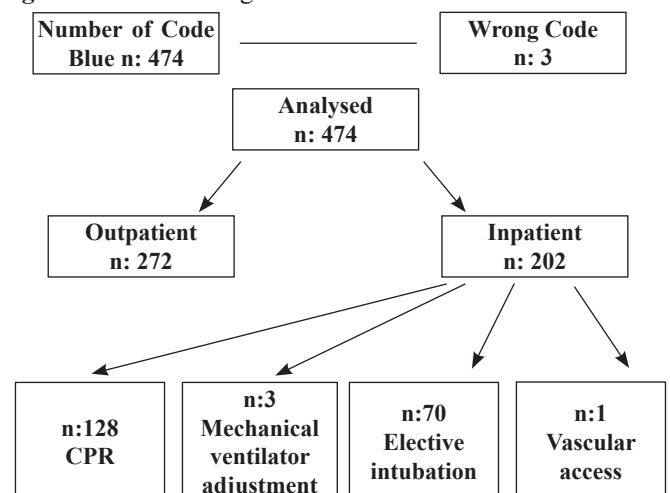 Number of Code
Blue n: 474
Wrong Code
n: 3
Analysed
n: 474
Outpatient
n: 272
Inpatient
n: 202
n:128
CPR
n:3
Mechanical
ventilator
adjustment
n:70
Elective
intubation
n:1
Vascular
access